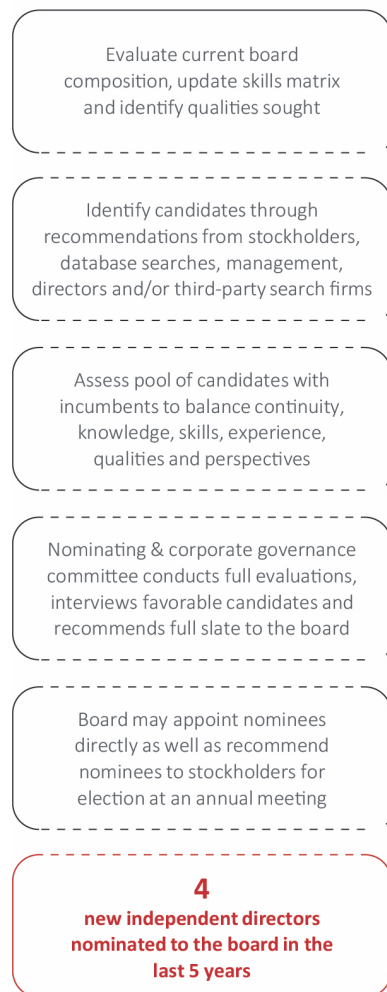 Evaluate current board
composition, update skills matrix
and identify qualities sought
Identify candidates through
recommendations from stockholders,
database searches, management,
directors and/or third-party search firms
Assess pool of candidates with
incumbents to balance continuity,
knowledge, skills, experience,
qualities and perspectives
Nominating & corporate governance
committee conducts full evaluations,
interviews favorable candidates and
recommends full slate to the board
Board may appoint nominees
directly as well as recommend
nominees to stockholders for
election at an annual meeting
4
new independent directors
nominated to the board in the
last 5 years